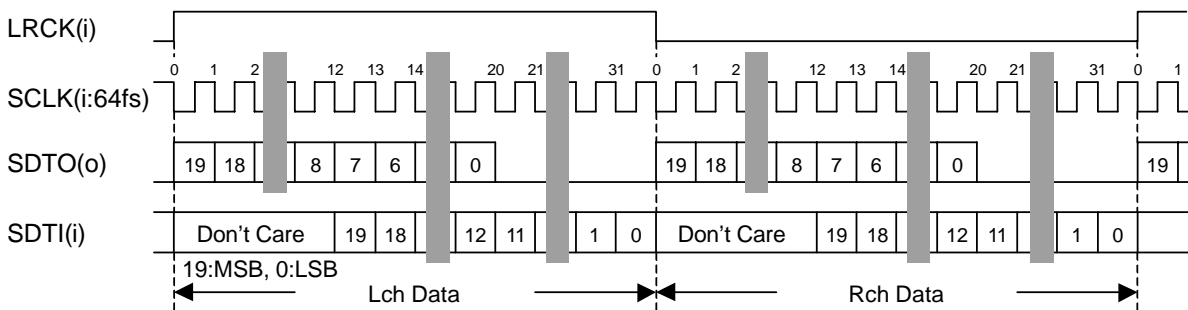 LRCK(i)
0 1 2 12 13 14 20 21 31 0 1 2 12 13 14 20 21 31 0 1
SCLK(i:64fs)
SDTO(o) 19 18 8 7 6 0 19 18 8 7 6 0 19
SDTI(i) Don't Care 19 18 12 11 1 0 Don't Care 19 18 12 11 1 0
19:MSB, 0:LSB
Lch Data Rch Data